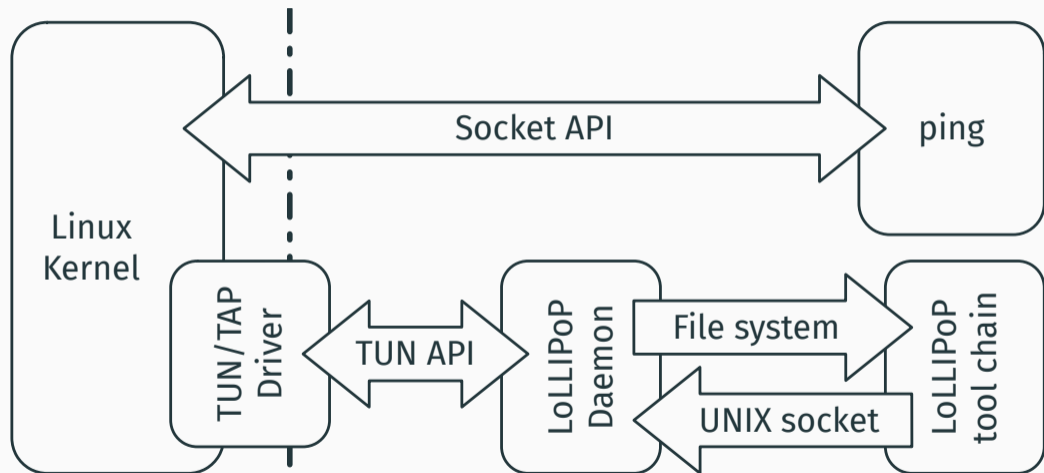 Socket API
ping
Linux
Kernel
TUN/TAP
Driver
TUN API
LoLLIPoP
Daemon
File system
UNIX socket
LoLLIPoP
tool chain